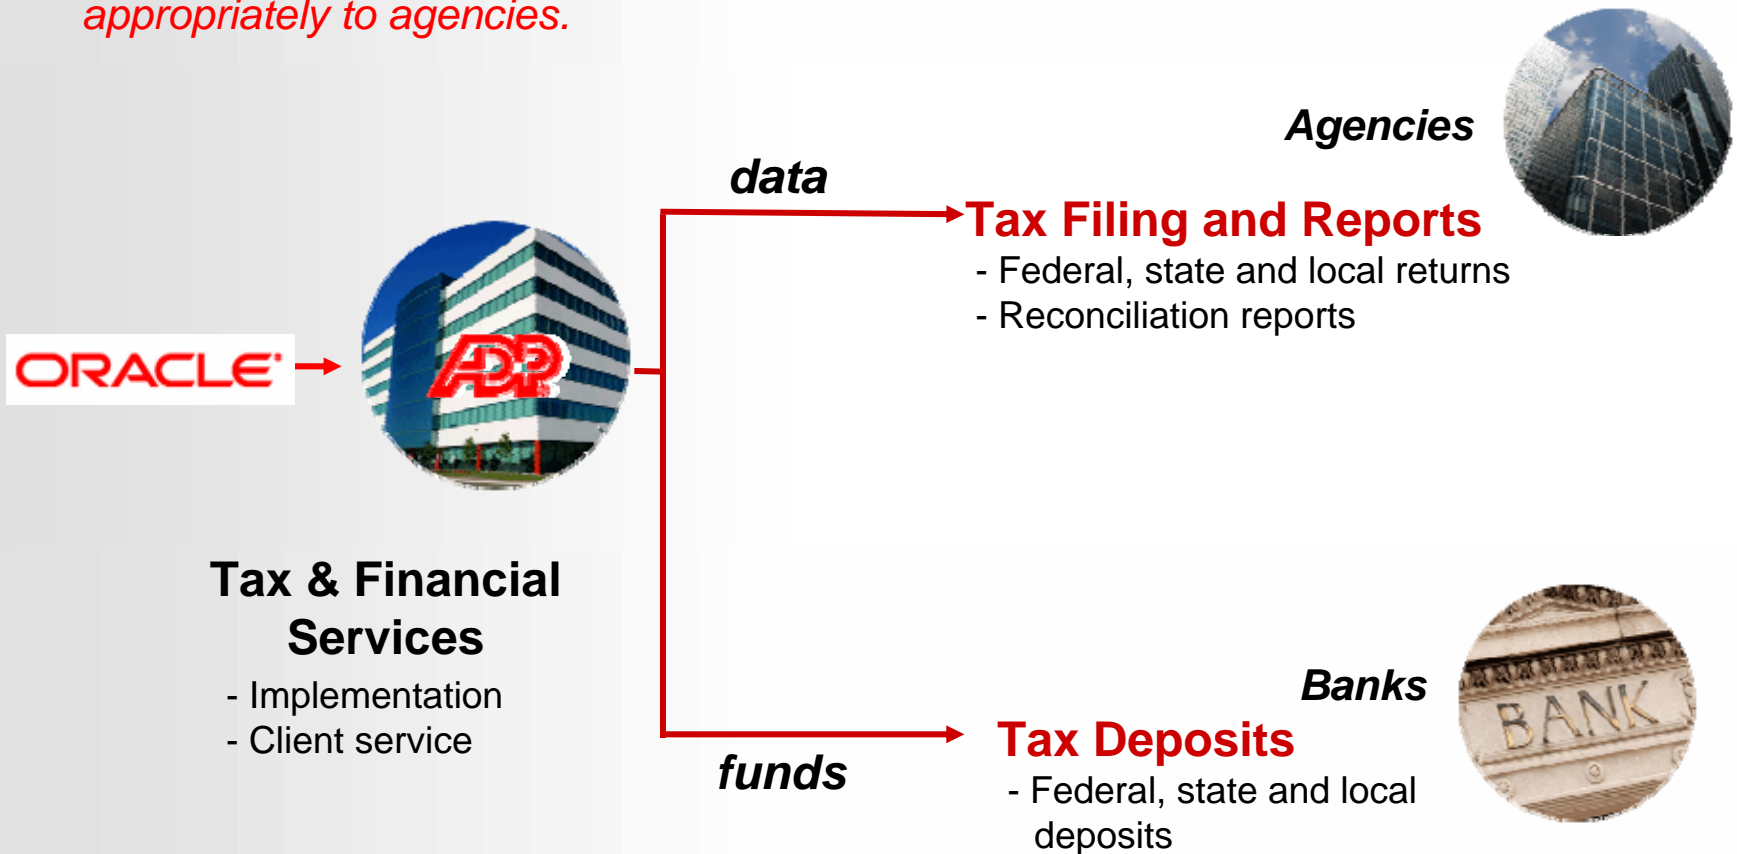 appropriately to agencies.
Agencies
data
Tax Filing and Reports
- Federal, state and local returns
- Reconciliation reports
ORACLE
ADP
Tax & Financial
Services
- Implementation
- Client service
Banks
BANK
Tax Deposits
funds
- Federal, state and local
deposits